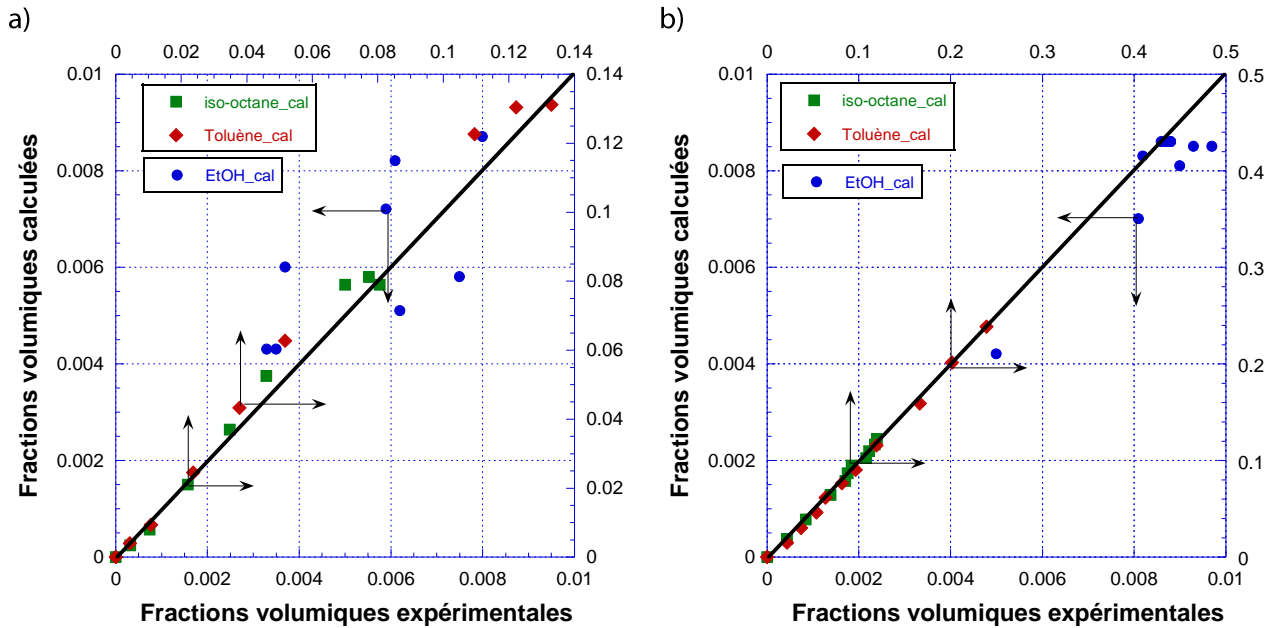 a)
0 0.02 0.04 0.06 0.08 0.1 0.12 0.14
0.01 0.008 0.006 0.004 0.002 0
Fractions volumiques calculées
iso-octane_cal
Toluène_cal
EtOH_cal
0.14 0.12 0.1 0.08 0.06 0.04 0.02 0
0 0.002 0.004 0.006 0.008 0.01
Fractions volumiques expérimentales
b)
0 0.1 0.2 0.3 0.4 0.5
0.01 0.008 0.006 0.004 0.002 0
Fractions volumiques calculées
iso-octane_cal
Toluène_cal
EtOH_cal
0.5 0.4 0.3 0.2 0.1 0
0 0.002 0.004 0.006 0.008 0.01
Fractions volumiques expérimentales